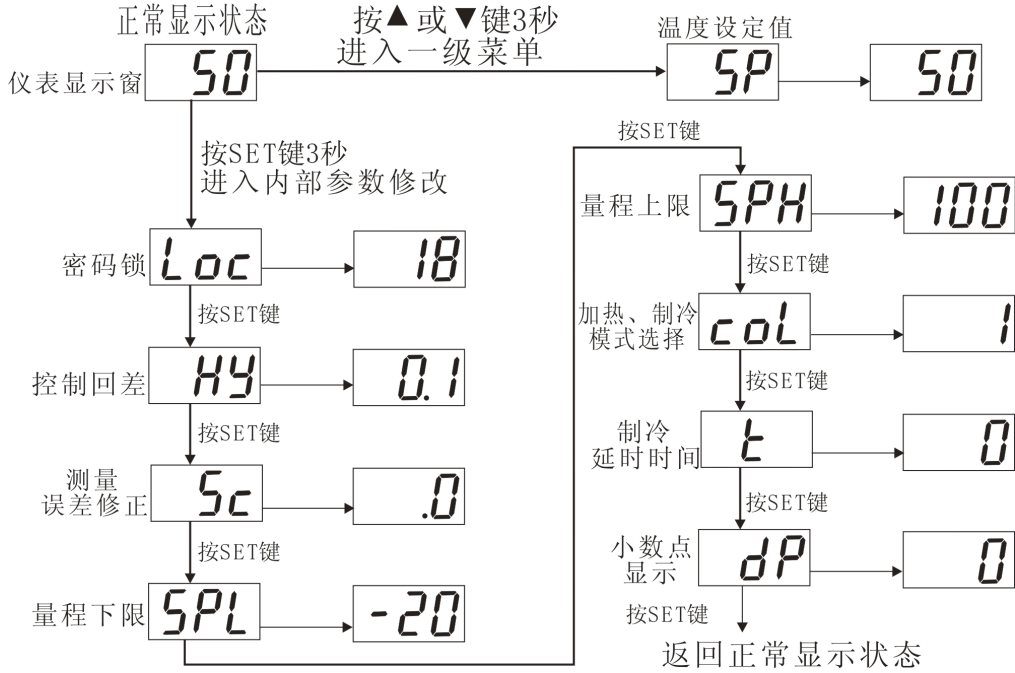 正常显示状态
按▲或▼键3秒
进入一级菜单
温度设定值
仪表显示窗
50
SP
50
按SET键3秒
进入内部参数修改
密码锁
Loc
18
按SET键
控制回差
HY
0.1
按SET键
测量
误差修正
Sc
.0
按SET键
量程下限
SPL
-20
按SET键
量程上限
SPH
100
按SET键
加热、制冷
模式选择
coL
1
按SET键
制冷
延时时间
t
0
按SET键
小数点
显示
dP
0
按SET键
返回正常显示状态